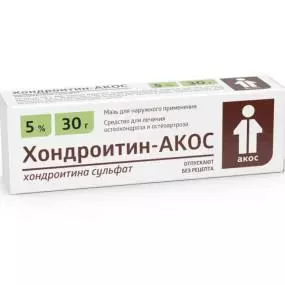 5 %
30 г
Мазь для наружного применения
Средство для лечения
остеохондроза и остеоартроза.
Хондроитин-АКОС
хондроитина сульфат
акос
ОТПУСКАЮТ
БЕЗ РЕЦЕПТА